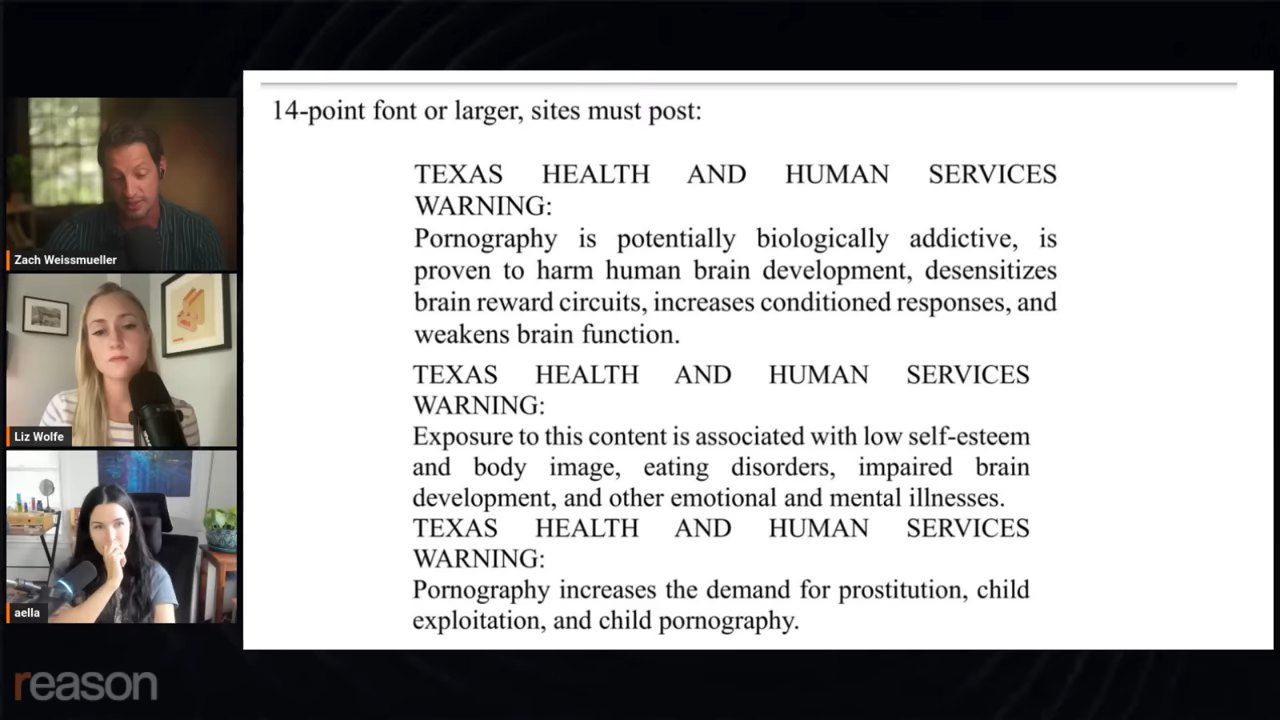 14-point font or larger, sites must post:
TEXAS HEALTH AND HUMAN SERVICES
WARNING:
Pornography is potentially biologically addictive, is
proven to harm human brain development, desensitizes
brain reward circuits, increases conditioned responses, and
weakens brain function.
TEXAS HEALTH AND HUMAN SERVICES
WARNING:
Exposure to this content is associated with low self-esteem
and body image, eating disorders, impaired brain
development, and other emotional and mental illnesses.
TEXAS HEALTH AND HUMAN SERVICES
WARNING:
Pornography increases the demand for prostitution, child
exploitation, and child pornography.
Zach Weissmueller
Liz Wolfe
aella
reason